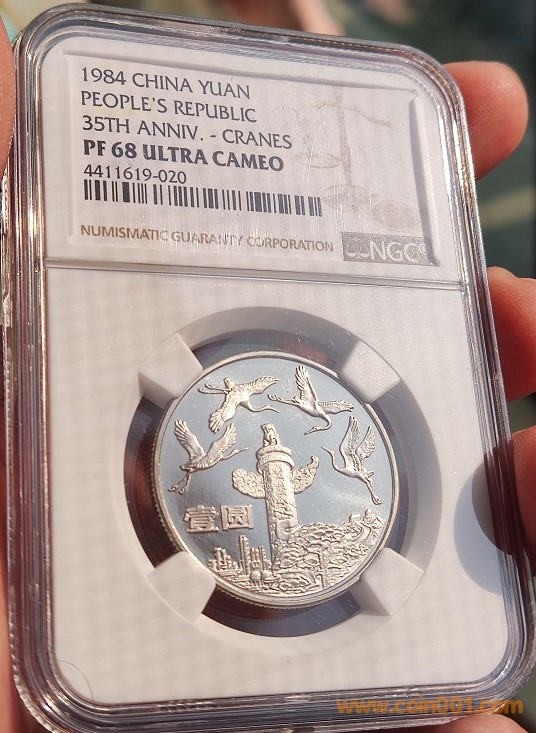 1984 CHINA YUAN
PEOPLE'S REPUBLIC
35TH ANNIV. - CRANES
PF 68 ULTRA CAMEO
4411619-020
NUMISMATIC GUARANTY CORPORATION
NGC
壹圆
www.coin001.com